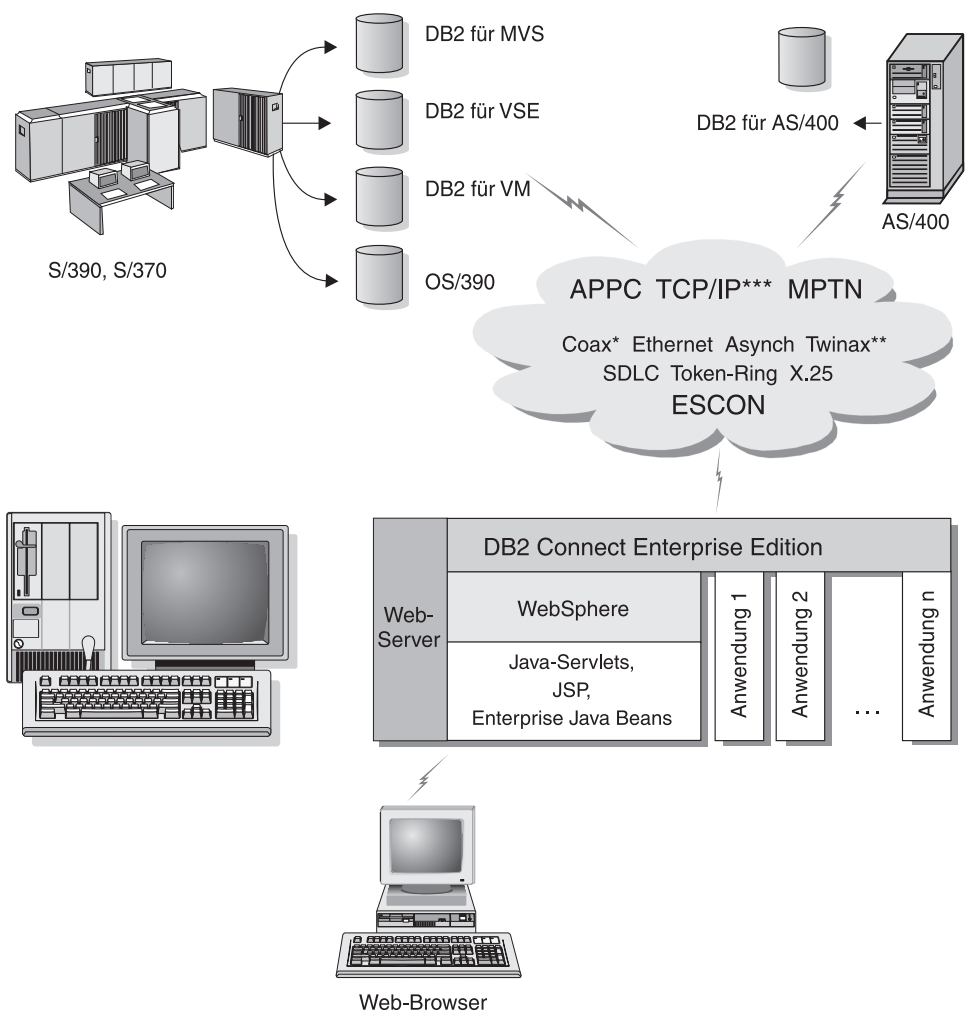 DB2 für MVS
DB2 für VSE
DB2 für VM
OS/390
S/390, S/370
DB2 für AS/400
AS/400
APPC TCP/IP*** MPTN
Coax* Ethernet Asynch Twinax**
SDLC Token-Ring X.25
ESCON
DB2 Connect Enterprise Edition
Web-
Server
WebSphere
Java-Servlets,
JSP,
Enterprise Java Beans
Anwendung 1
Anwendung 2
...
Anwendung n
Web-Browser